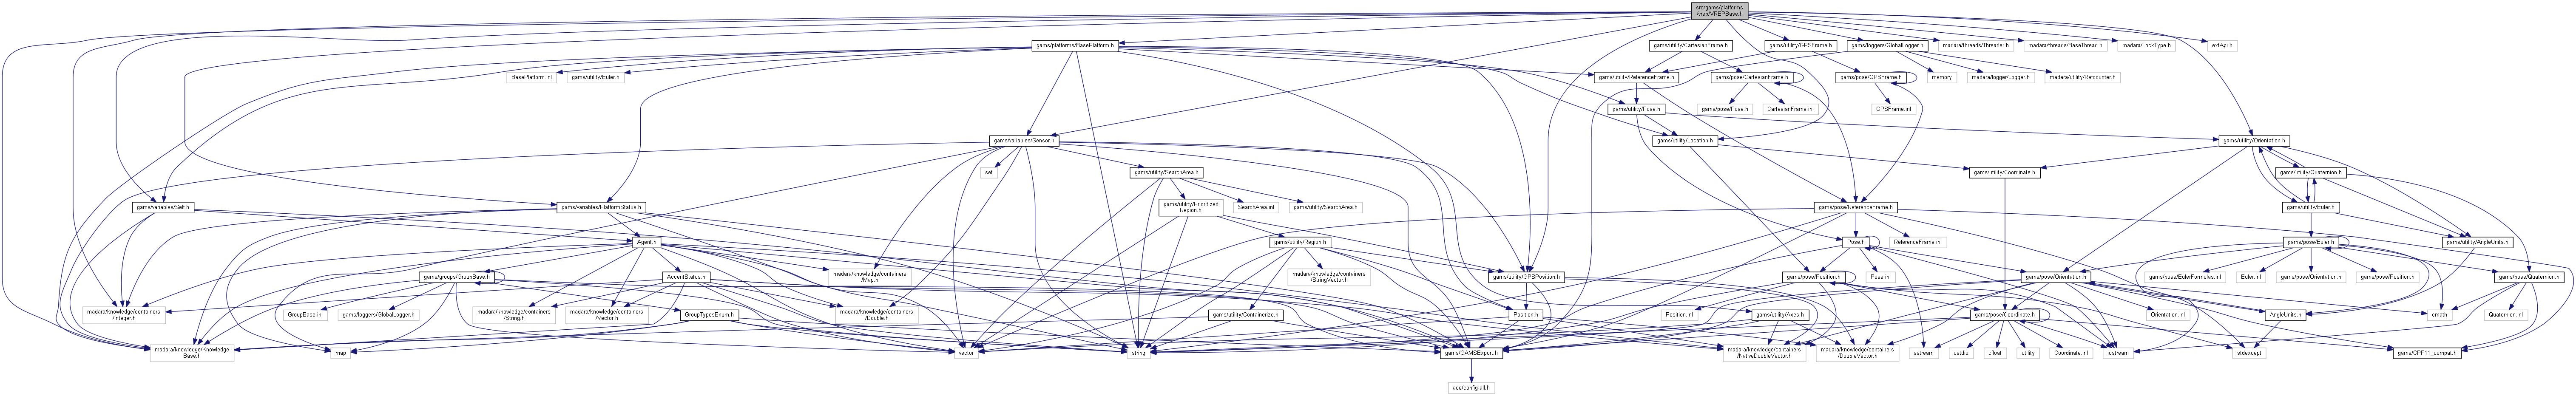 src/gams/platforms
/vrep/VREPBase.h
gams/platforms/BasePlatform.h
gams/utility/CartesianFrame.h
gams/utility/GPSFrame.h
gams/loggers/GlobalLogger.h
madara/threads/Threader.h
madara/threads/BaseThread.h
madara/LockType.h
extApi.h
BasePlatform.inl
gams/utility/Euler.h
gams/utility/ReferenceFrame.h
gams/pose/CartesianFrame.h
gams/pose/GPSFrame.h
memory
madara/logger/Logger.h
madara/utility/Refcounter.h
gams/utility/Pose.h
gams/pose/Pose.h
CartesianFrame.inl
GPSFrame.inl
gams/variables/Sensor.h
gams/utility/Location.h
gams/utility/Orientation.h
set
gams/utility/SearchArea.h
gams/utility/Coordinate.h
gams/utility/Quaternion.h
gams/variables/Self.h
gams/variables/PlatformStatus.h
gams/utility/Prioritized
Region.h
SearchArea.inl
gams/utility/SearchArea.h
gams/pose/ReferenceFrame.h
gams/utility/Euler.h
Agent.h
gams/utility/Region.h
Pose.h
ReferenceFrame.inl
gams/pose/Euler.h
gams/utility/AngleUnits.h
gams/groups/GroupBase.h
AccentStatus.h
madara/knowledge/containers
/Map.h
madara/knowledge/containers
/StringVector.h
gams/utility/GPSPosition.h
gams/pose/Position.h
Pose.inl
gams/pose/Orientation.h
gams/pose/EulerFormulas.inl
Euler.inl
gams/pose/Orientation.h
gams/pose/Position.h
gams/pose/Quaternion.h
madara/knowledge/containers
/Integer.h
GroupBase.inl
gams/loggers/GlobalLogger.h
madara/knowledge/containers
/String.h
madara/knowledge/containers
/Vector.h
GroupTypesEnum.h
madara/knowledge/containers
/Double.h
gams/utility/Containerize.h
Position.h
Position.inl
gams/utility/Axes.h
gams/pose/Coordinate.h
Orientation.inl
AngleUnits.h
cmath
Quaternion.inl
madara/knowledge/Knowledge
Base.h
map
vector
string
gams/GAMSExport.h
madara/knowledge/containers
/NativeDoubleVector.h
madara/knowledge/containers
/DoubleVector.h
sstream
cstdio
cfloat
utility
Coordinate.inl
iostream
stdexcept
gams/CPP11_compat.h
ace/config-all.h